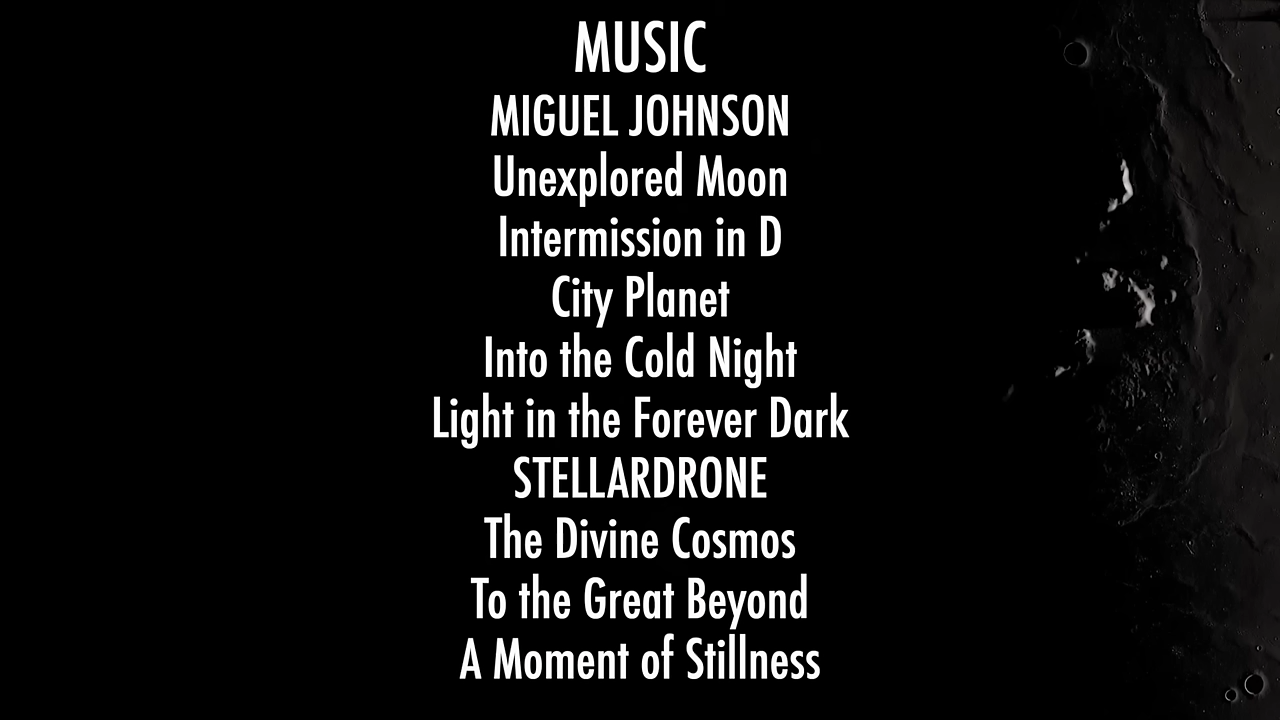 MUSIC
MIGUEL JOHNSON
Unexplored Moon
Intermission in D
City Planet
Into the Cold Night
Light in the Forever Dark
STELLARDRONE
The Divine Cosmos
To the Great Beyond
A Moment of Stillness